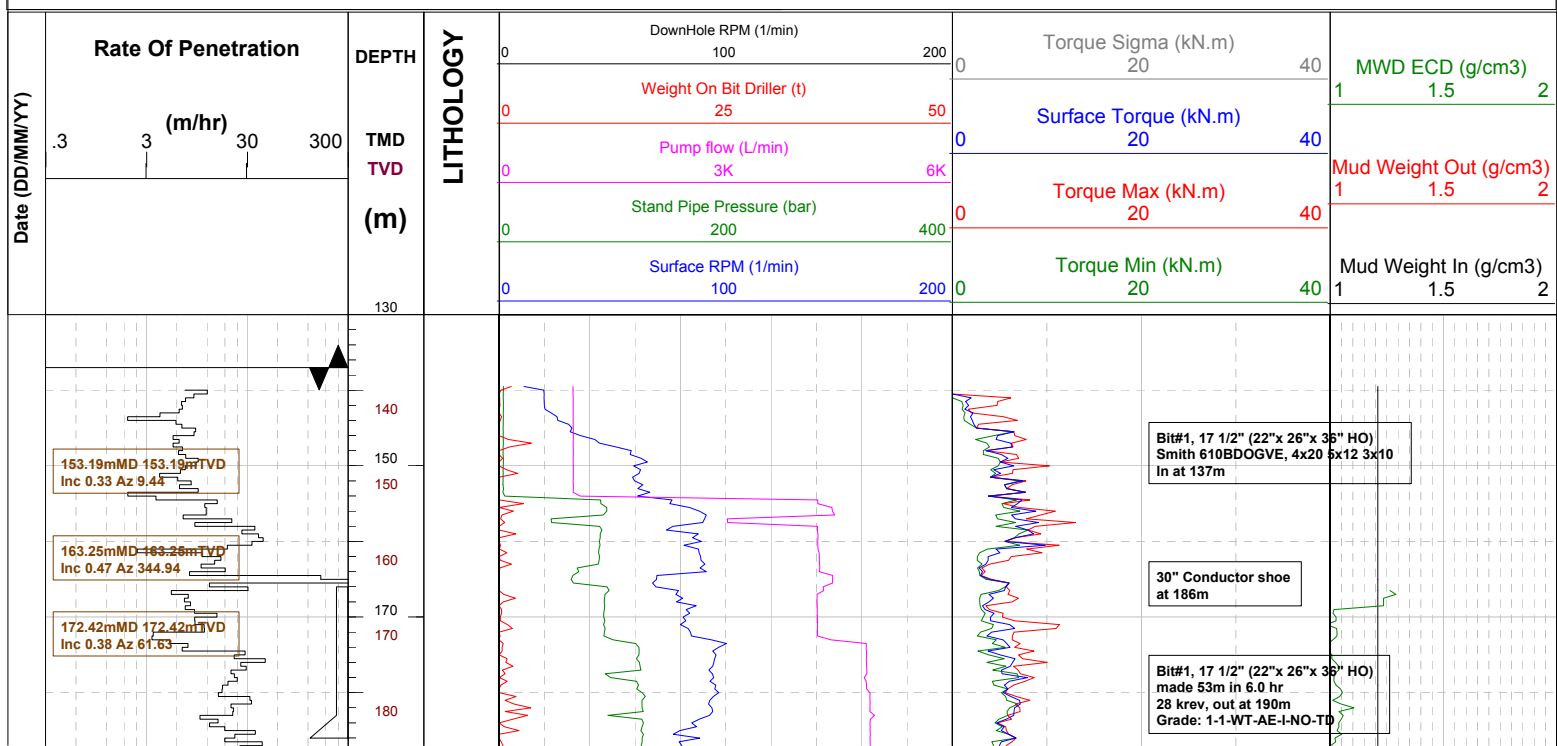 Date (DD/MM/YY)
Rate Of Penetration
(m/hr)
.3 3 30 300
DEPTH
TMD
TVD
(m)
130
LITHOLOGY
DownHole RPM (1/min)
0 100 200
Weight On Bit Driller (t)
0 25 50
Pump flow (L/min)
0 3K 6K
Stand Pipe Pressure (bar)
0 200 400
Surface RPM (1/min)
0 100 200
Torque Sigma (kN.m)
0 20 40
Surface Torque (kN.m)
0 20 40
Torque Max (kN.m)
0 20 40
Torque Min (kN.m)
0 20 40
MWD ECD (g/cm3)
1 1.5 2
Mud Weight Out (g/cm3)
1 1.5 2
Mud Weight In (g/cm3)
1 1.5 2
140
150
150
160
170
170
180
153.19mMD 153.19mTVD
Inc 0.33 Az 9.44
163.25mMD 163.25mTVD
Inc 0.47 Az 344.94
172.42mMD 172.42mTVD
Inc 0.38 Az 61.63
Bit#1, 17 1/2" (22"x 26"x 36" HO)
Smith 610BDOGVE, 4x20 5x12 3x10
In at 137m
30" Conductor shoe
at 186m
Bit#1, 17 1/2" (22"x 26"x 36" HO)
made 53m in 6.0 hr
28 krev, out at 190m
Grade: 1-1-WT-AE-I-NO-TD